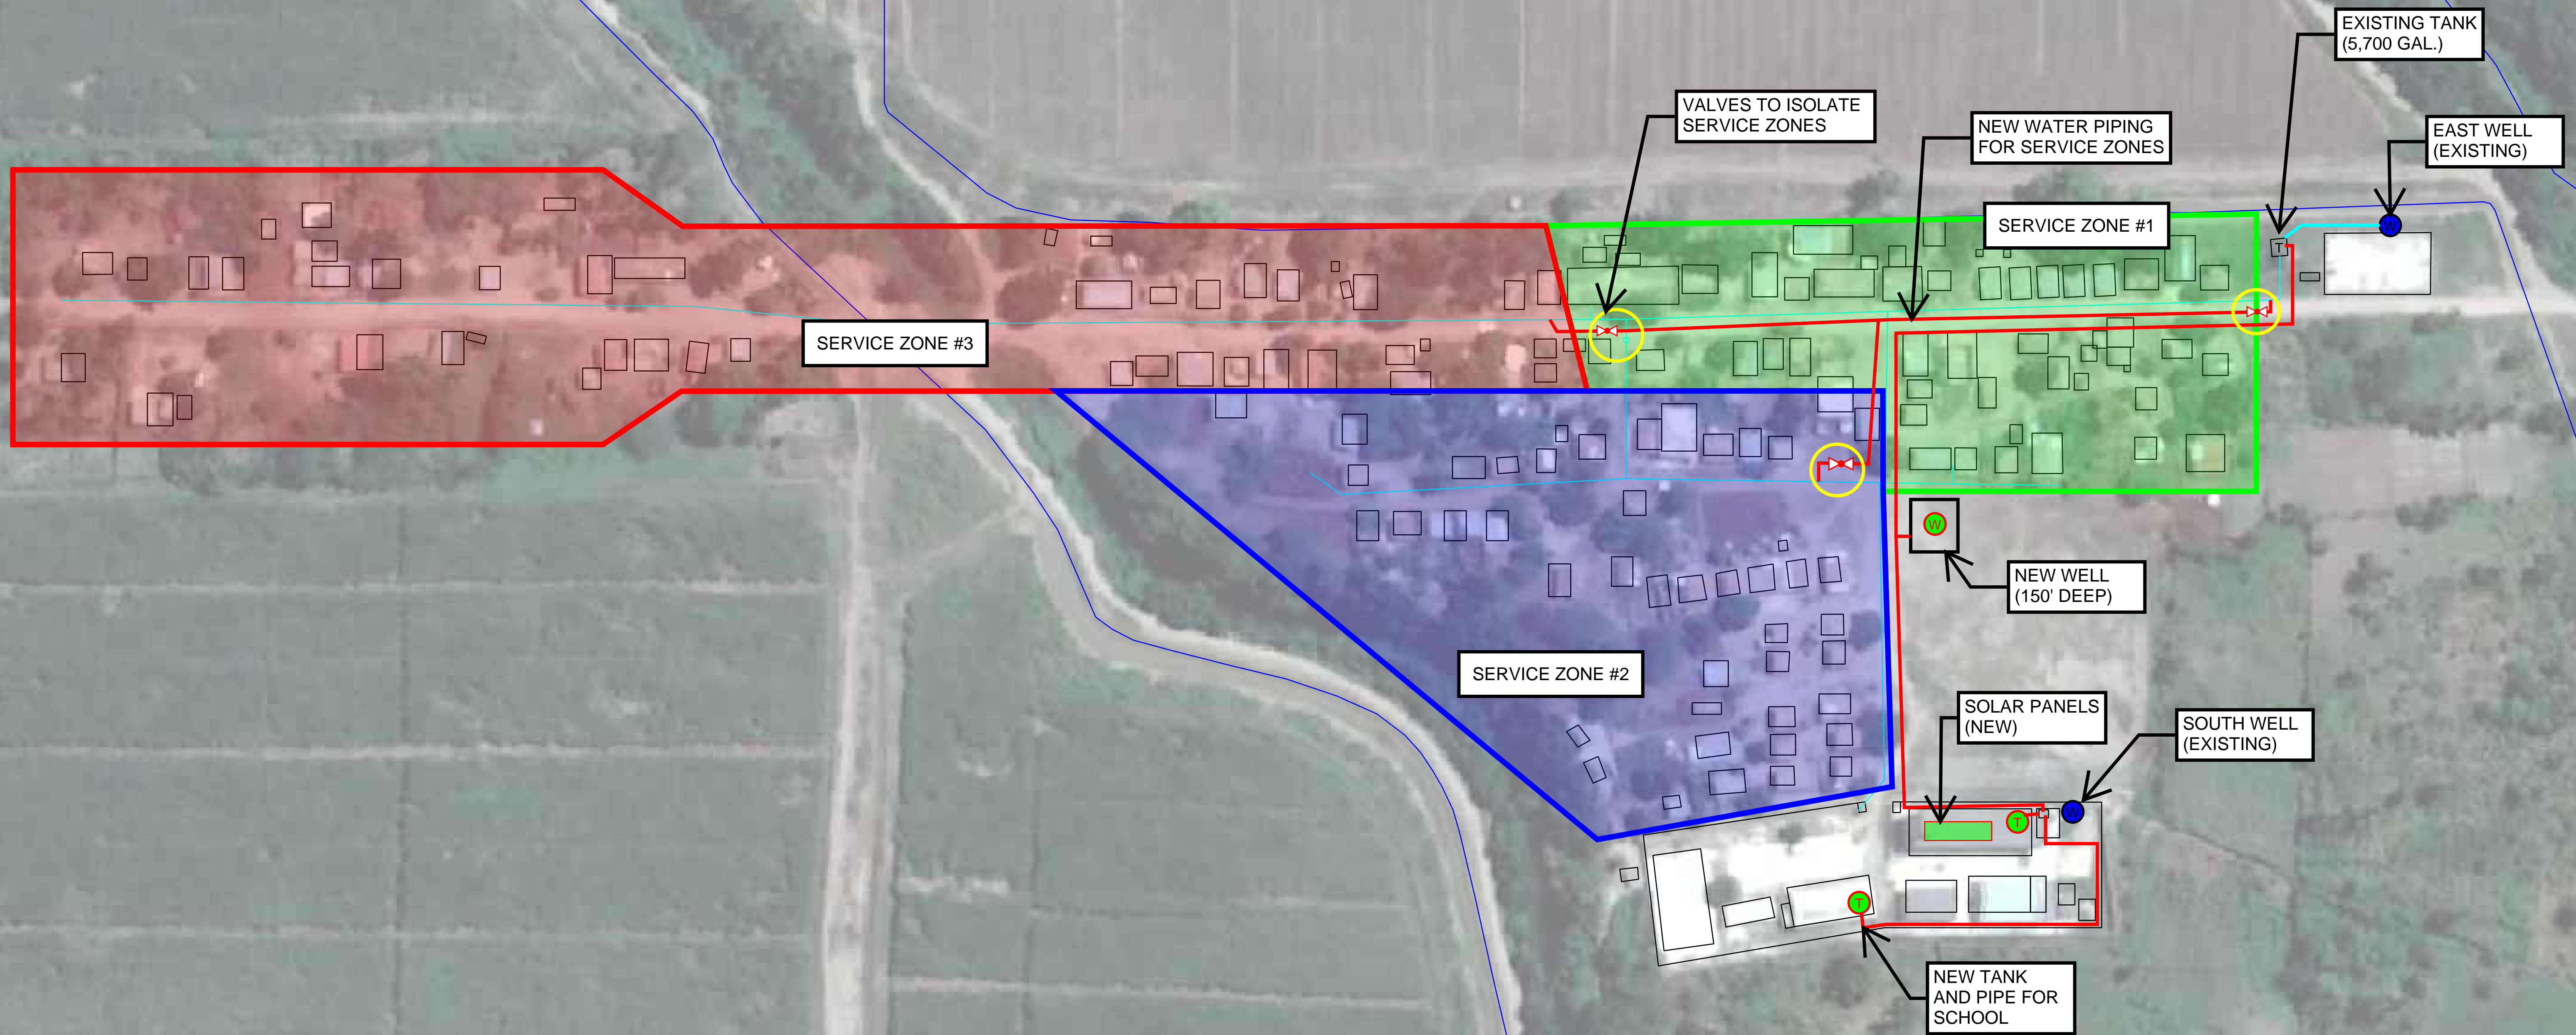 EXISTING TANK
(5,700 GAL.)
VALVES TO ISOLATE
SERVICE ZONES
NEW WATER PIPING
FOR SERVICE ZONES
EAST WELL
(EXISTING)
SERVICE ZONE #1
W
T
SERVICE ZONE #3
W
NEW WELL
(150' DEEP)
SERVICE ZONE #2
SOLAR PANELS
(NEW)
SOUTH WELL
(EXISTING)
W
T
T
NEW TANK
AND PIPE FOR
SCHOOL